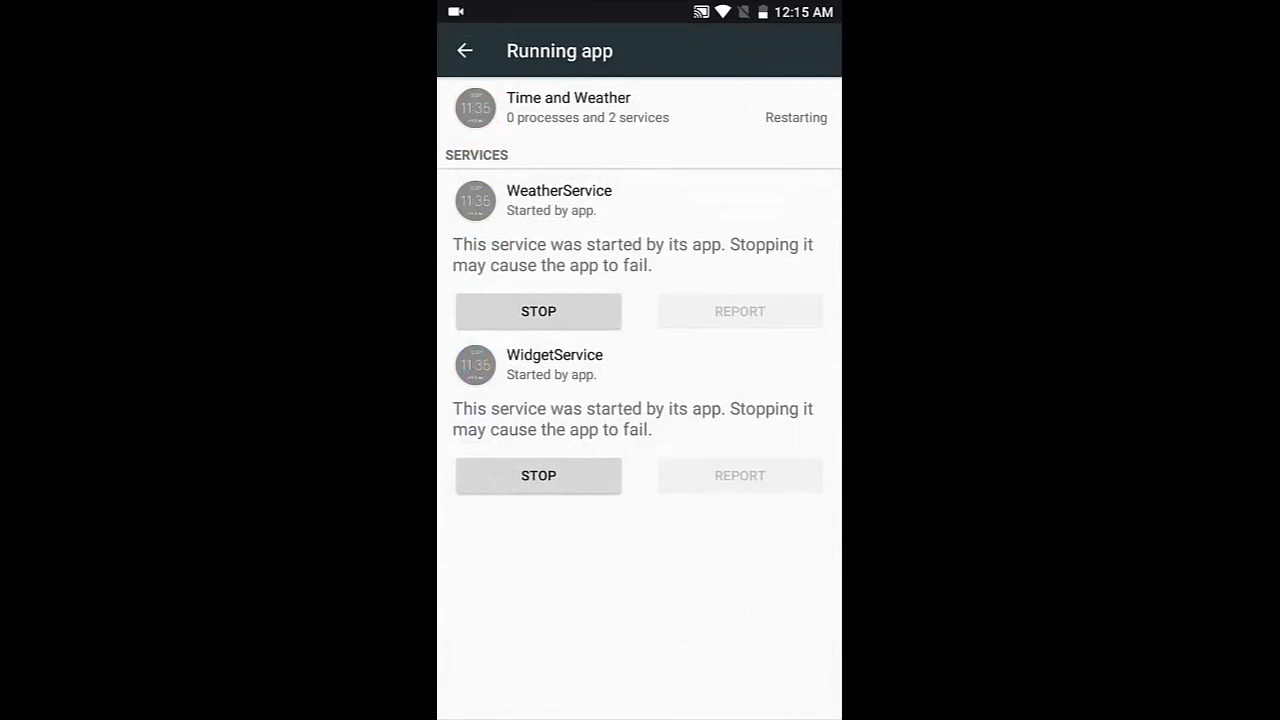 12:15 AM
Running app
Time and Weather
0 processes and 2 services
Restarting
SERVICES
11:35
WeatherService
Started by app.
This service was started by its app. Stopping it
may cause the app to fail.
STOP
REPORT
11:35
WidgetService
Started by app.
This service was started by its app. Stopping it
may cause the app to fail.
STOP
REPORT